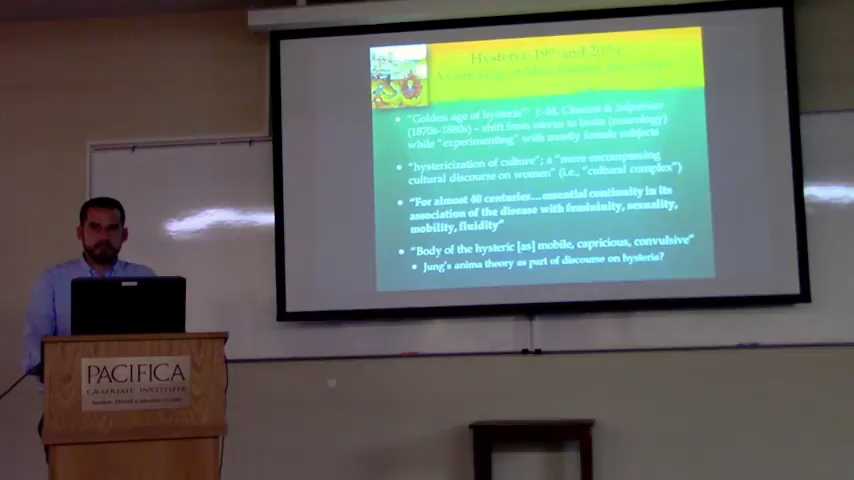 Hysteria 19th and 20th c.
• "Golden age of hysteria": J.-M. Charcot & Salpêtrière
(1870s-1880s) – shift from uterus to brain (neurology)
while "experimenting" with mostly female subjects
• "hystericization of culture"; a "more encompassing
cultural discourse on women" (i.e., "cultural complex")
• "For almost 40 centuries… essential continuity in its
association of the disease with femininity, sexuality,
mobility, fluidity"
• "Body of the hysteric [as] mobile, capricious, convulsive"
• Jung's anima theory as part of discourse on hysteria?
PACIFICA
GRADUATE INSTITUTE